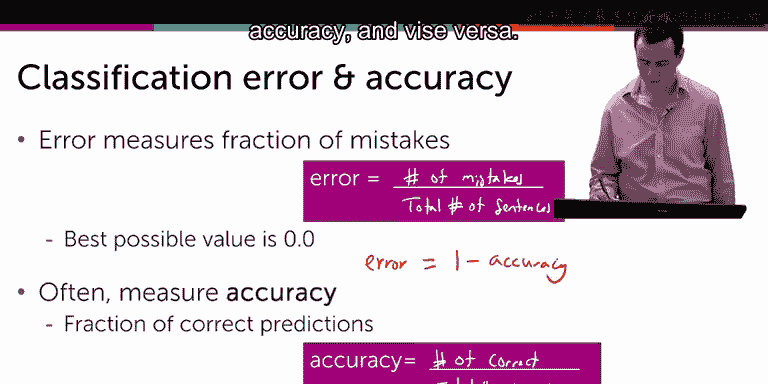 accuracy, and vise versa.
Classification error & accuracy
• Error measures fraction of mistakes
error = # of mistakes
Total # of Sentences
- Best possible value is 0.0
error = 1 - accuracy
• Often, measure accuracy
- Fraction of correct predictions
accuracy= # of correct